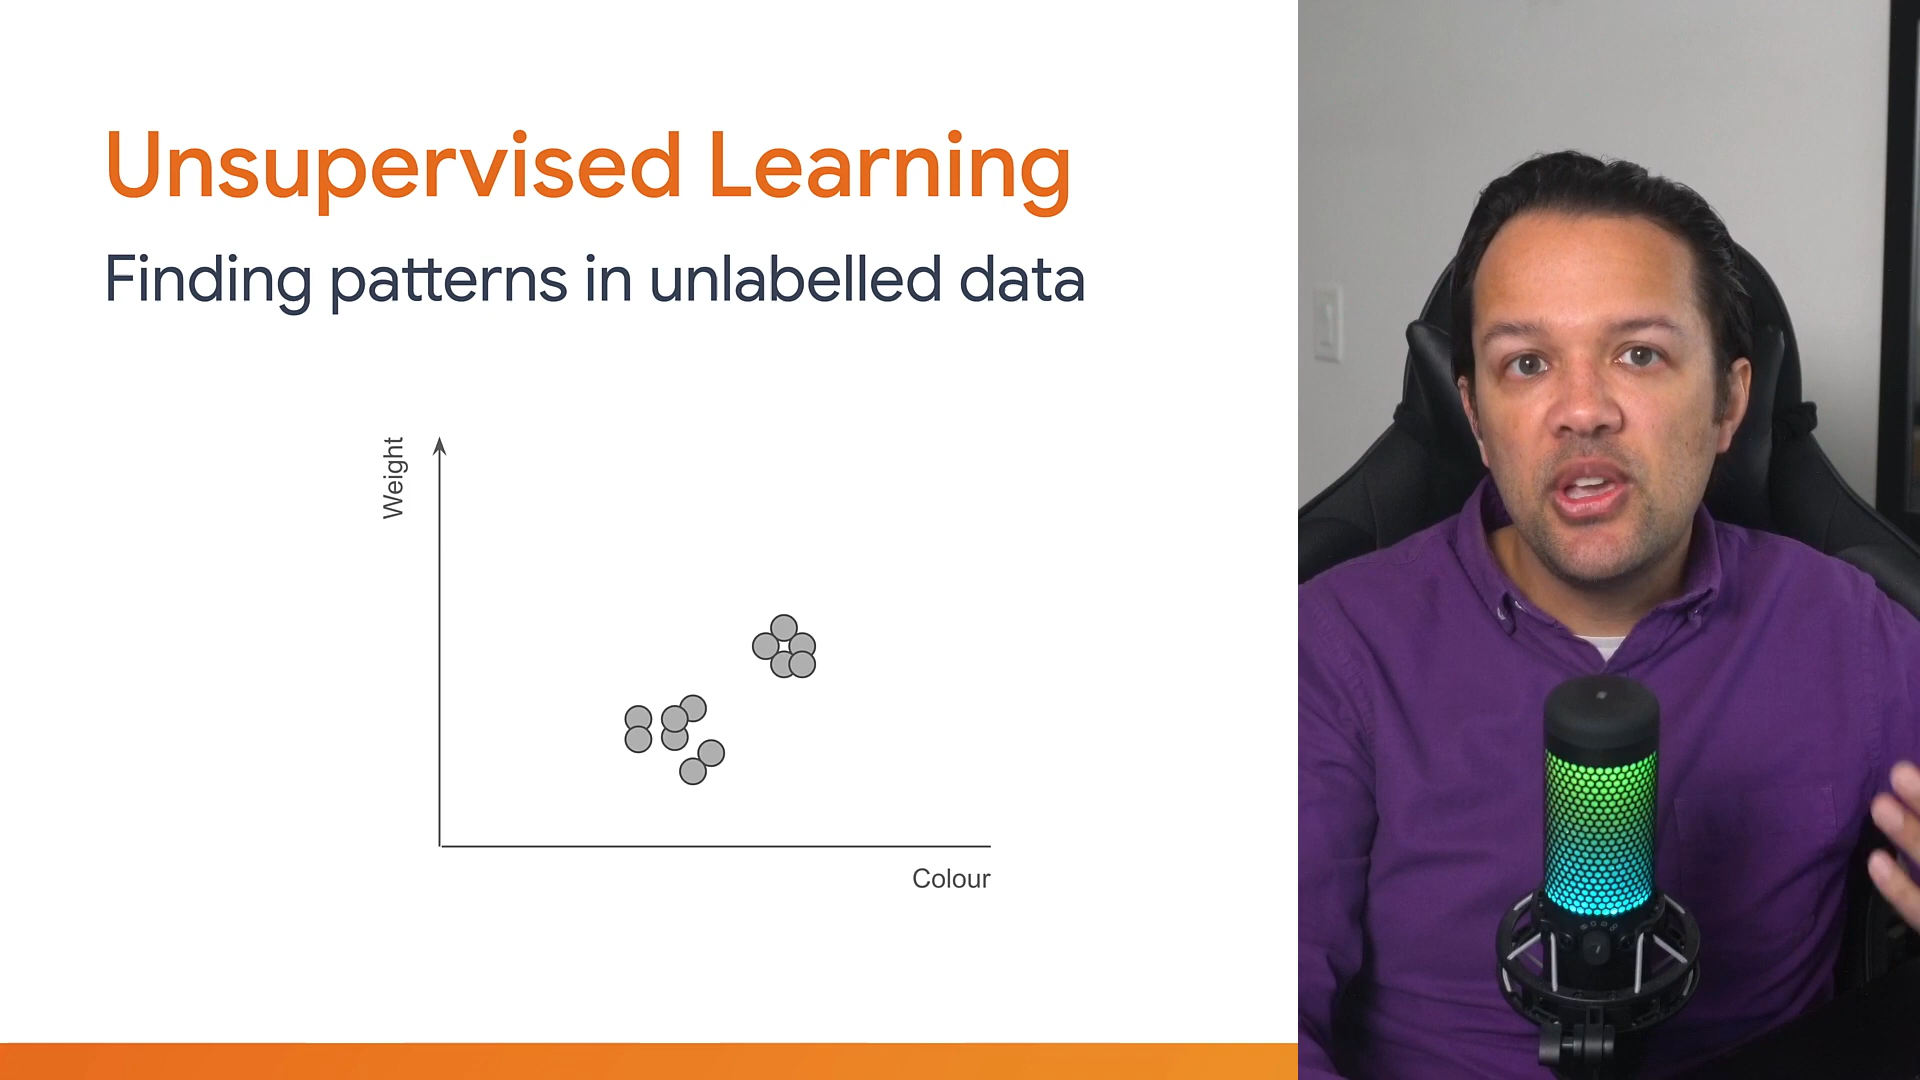 Unsupervised Learning
Finding patterns in unlabelled data
Weight
Colour